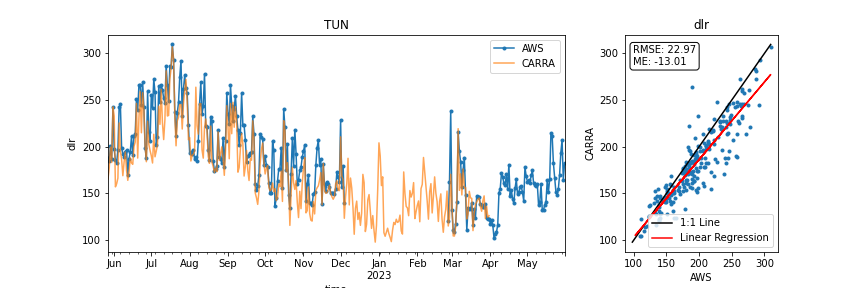 TUN
dlr
300
250
200
150
100
dlr
AWS
CARRA
Jun Jul Aug Sep Oct Nov Dec Jan Feb Mar Apr May
2023
time
dlr
RMSE: 22.97
ME: -13.01
300
250
200
150
100
CARRA
1:1 Line
Linear Regression
100 150 200 250 300
AWS